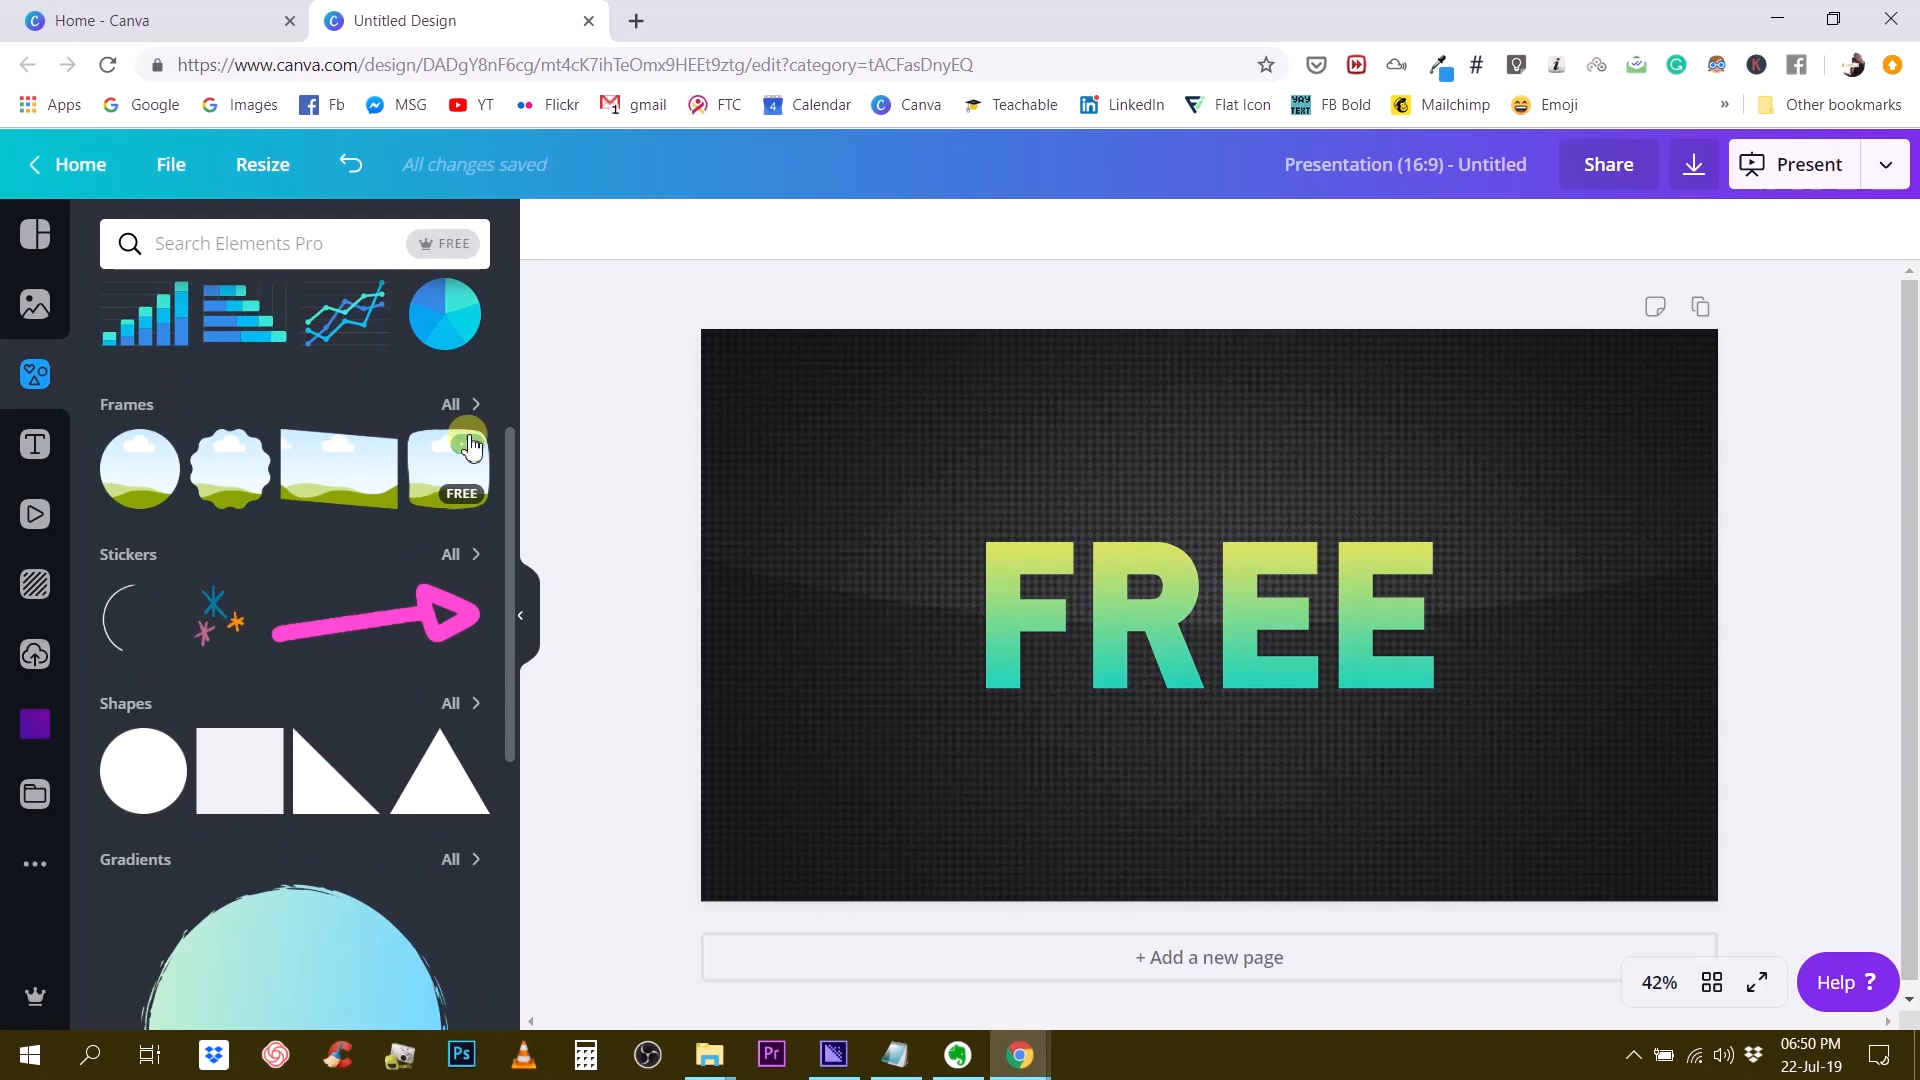 Home - Canva
Untitled Design
https://www.canva.com/design/DADgY8nF6cg/mt4cK7ihTeOmx9HEEt9ztg/edit?category=tACFasDnyEQ
Apps Google Images Fb MSG YT Flickr gmail FTC Calendar Canva Teachable LinkedIn Flat Icon FB Bold Mailchimp Emoji » Other bookmarks
Home File Resize All changes saved Presentation (16:9) - Untitled Share Present
Search Elements Pro FREE
Frames All
FREE
Stickers All
Shapes All
Gradients All
FREE
+ Add a new page
42% Help ?
06:50 PM
22-Jul-19